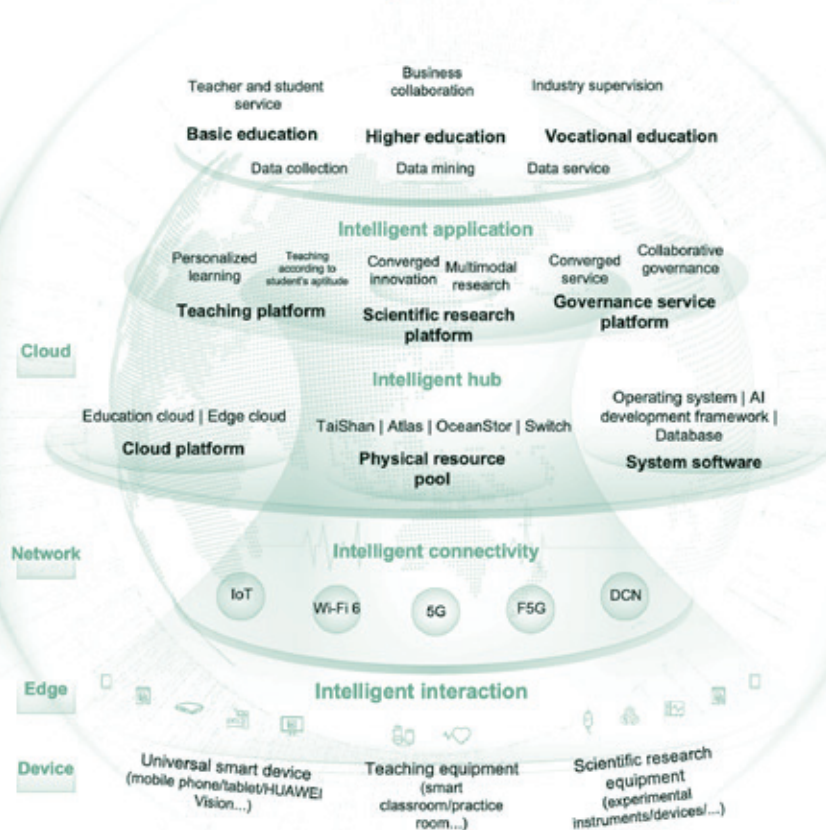 Teacher and student
service
Business
collaboration
Industry supervision
Basic education
Higher education
Vocational education
Data collection
Data mining
Data service
Intelligent application
Personalized
learning
Teaching
according to
student's aptitude
Converged
innovation
Multimodal
research
Converged
service
Collaborative
governance
Teaching platform
Scientific research
platform
Governance service
platform
Cloud
Intelligent hub
Education cloud | Edge cloud
Cloud platform
TaiShan | Atlas | OceanStor | Switch
Physical resource
pool
Operating system | AI
development framework |
Database
System software
Network
Intelligent connectivity
IoT
Wi-Fi 6
5G
F5G
DCN
Edge
Intelligent interaction
Device
Universal smart device
(mobile phone/tablet/HUAWEI
Vision...)
Teaching equipment
(smart
classroom/practice
room...)
Scientific research
equipment
(experimental
instruments/devices/...)